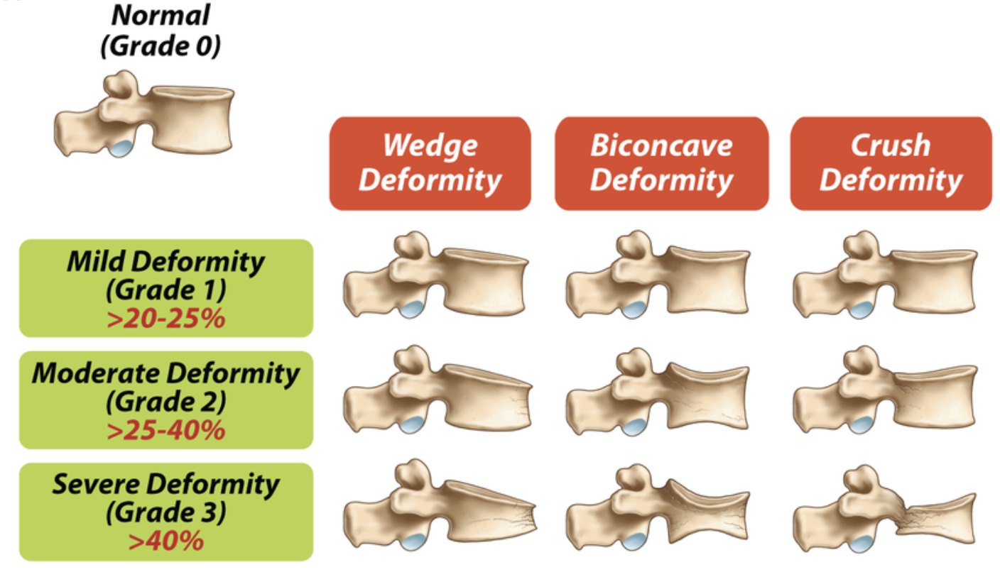 Normal
(Grade 0)
Wedge
Deformity
Biconcave
Deformity
Crush
Deformity
Mild Deformity
(Grade 1)
>20-25%
Moderate Deformity
(Grade 2)
>25-40%
Severe Deformity
(Grade 3)
>40%